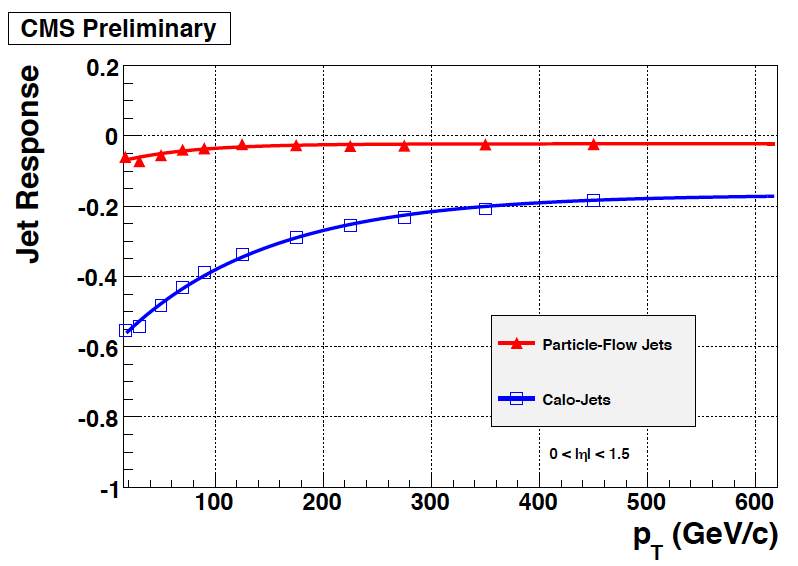 CMS Preliminary
Jet Response
0.2
0
-0.2
-0.4
-0.6
-0.8
-1
100 200 300 400 500 600
Particle-Flow Jets
Calo-Jets
0 < |η| < 1.5
p_T (GeV/c)